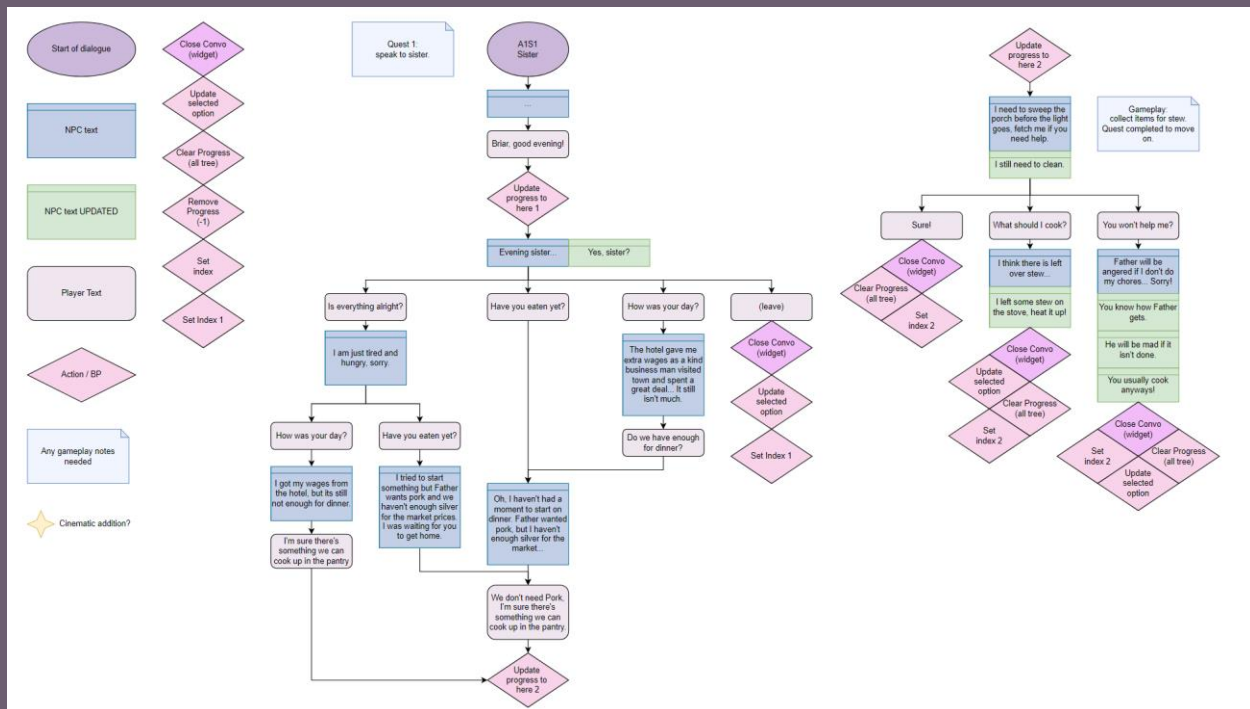 Start of dialogue
NPC text
NPC text UPDATED
Player Text
Action / BP
Any gameplay notes
needed
Cinematic addition?
Close Convo
(widget)
Update
selected
option
Clear Progress
(all tree)
Remove
Progress
(-1)
Set
index
Set Index 1
Quest 1:
speak to sister.
A1S1
Sister
...
Briar, good evening!
Update
progress to
here 1
Evening sister...
Yes, sister?
Is everything alright?
Have you eaten yet?
How was your day?
(leave)
I am just tired and
hungry, sorry.
The hotel gave me
extra wages as a kind
business man visited
town and spent a
great deal... It still
isn't much.
Close Convo
(widget)
Update
selected
option
Set Index 1
How was your day?
Have you eaten yet?
Do we have enough
for dinner?
I got my wages from
the hotel, but its still
not enough for dinner.
I tried to start
something but Father
wants pork and we
haven't enough silver
for the market prices.
I was waiting for you
to get home.
Oh, I haven't had a
moment to start on
dinner. Father wanted
pork, but I haven't
enough silver for the
market...
I'm sure there's
something we can
cook up in the pantry
We don't need Pork,
I'm sure there's
something we can
cook up in the pantry.
Update
progress to
here 2
Update
progress to
here 2
I need to sweep the
porch before the light
goes, fetch me if you
need help.
I still need to clean.
Gameplay:
collect items for stew.
Quest completed to move
on.
Sure!
What should I cook?
You won't help me?
Close Convo
(widget)
Clear Progress
(all tree)
Set
index 2
I think there is left
over stew...
I left some stew on
the stove, heat it up!
Close Convo
(widget)
Update
selected
option
Clear Progress
(all tree)
Set
index 2
Father will be
angered if I don't do
my chores... Sorry!
You know how Father
gets.
He will be mad if it
isn't done.
You usually cook
anyways!
Close Convo
(widget)
Set
index 2
Clear Progress
(all tree)
Update
selected
option